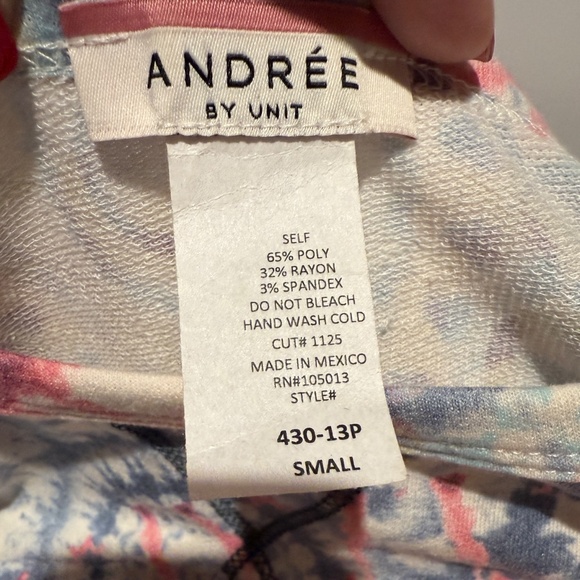 ANDRÉE
BY UNIT
SELF
65% POLY
32% RAYON
3% SPANDEX
DO NOT BLEACH
HAND WASH COLD
CUT# 1125
MADE IN MEXICO
RN#105013
STYLE#
430-13P
SMALL